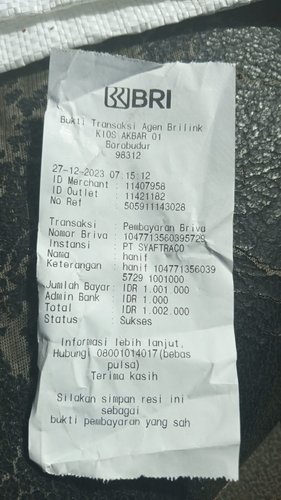 BRI
Bukti Transaksi Agen Brilink
KIOS AKBAR 01
Borobudur
98312
27-12-2023 07:15:12
ID Merchant : 11407958
ID Outlet : 11421182
No Ref : 505911143028
Transaksi : Pembayaran Briva
Nomor Briva : 1047713560395729
Instansi : PT SYAFTRACO
Nama : hanif
Keterangan : hanif 104771356039
5729 1001000
Jumlah Bayar: IDR 1.001.000
Admin Bank : IDR 1.000
Total : IDR 1.002.000
Status : Sukses
Informasi lebih lanjut,
Hubungi 08001014017(bebas
pulsa)
Terima kasih
Silakan simpan resi ini
sebagai
bukti pembayaran yang sah